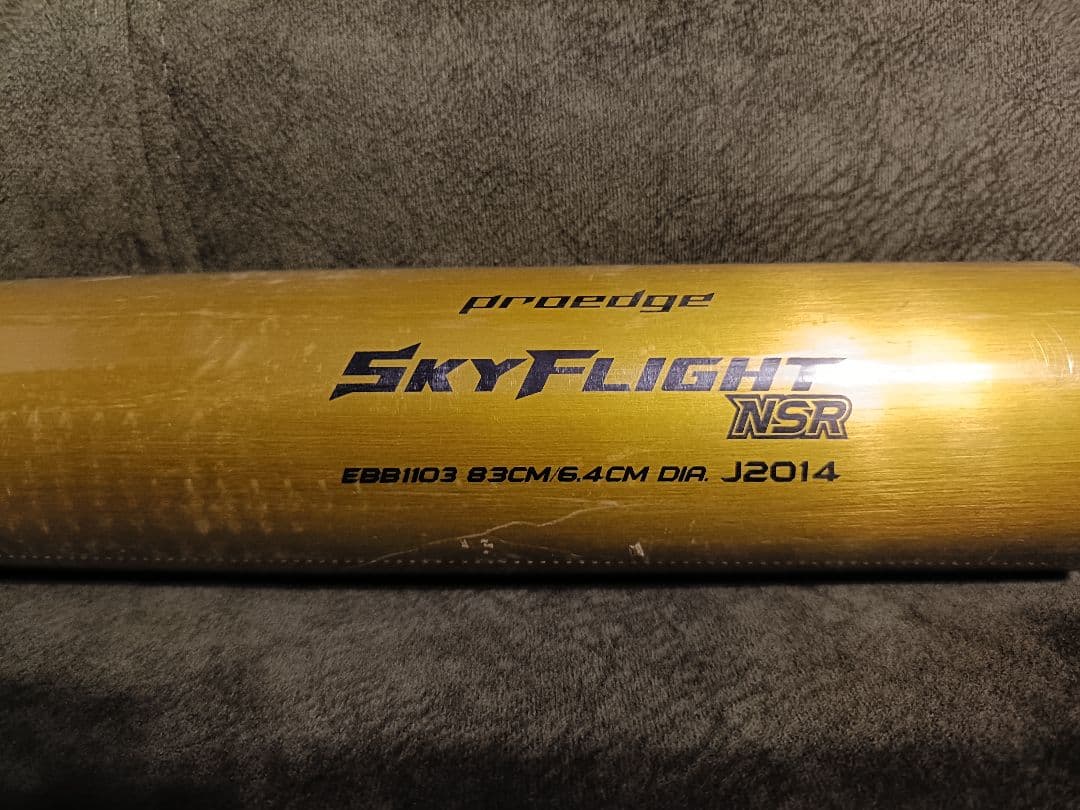 proedge
SKYFLIGHT
NSR
EBB1103 83CM/6.4CM DIA. J2014